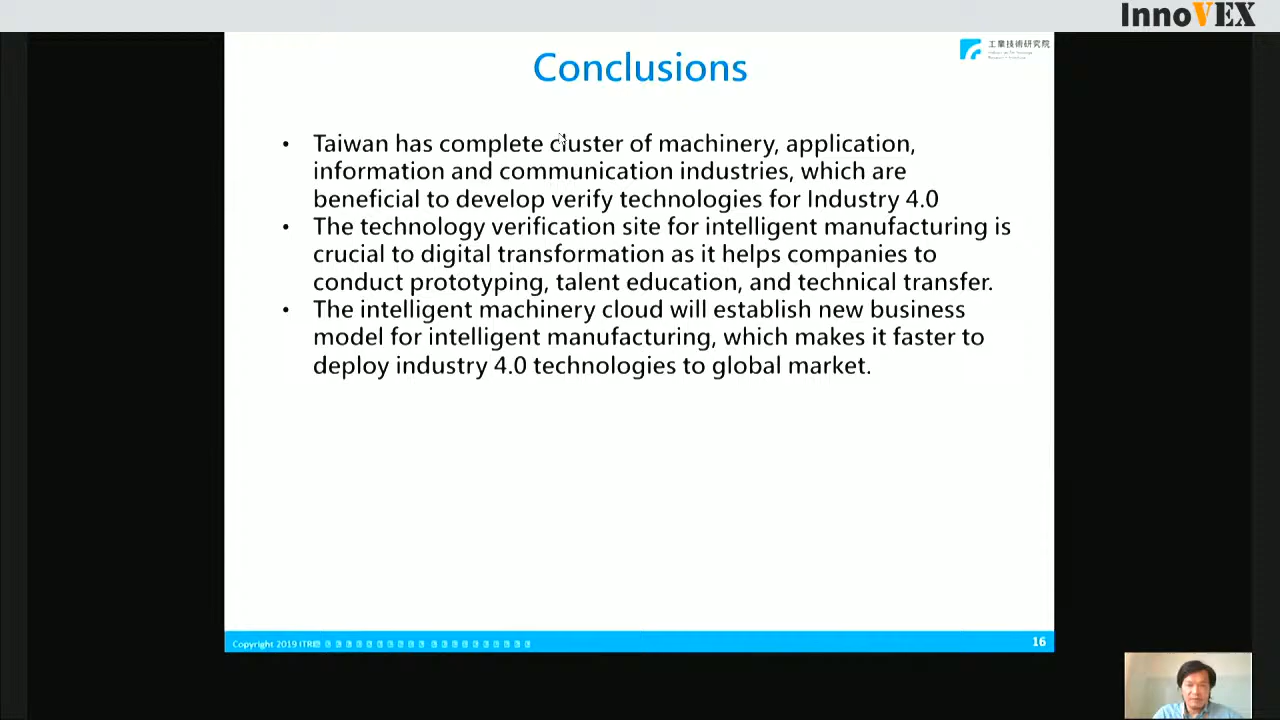 InnoVEX
工業技術研究院
Conclusions
• Taiwan has complete cluster of machinery, application,
information and communication industries, which are
beneficial to develop verify technologies for Industry 4.0
• The technology verification site for intelligent manufacturing is
crucial to digital transformation as it helps companies to
conduct prototyping, talent education, and technical transfer.
• The intelligent machinery cloud will establish new business
model for intelligent manufacturing, which makes it faster to
deploy industry 4.0 technologies to global market.
Copyright 2019 ITRI
16